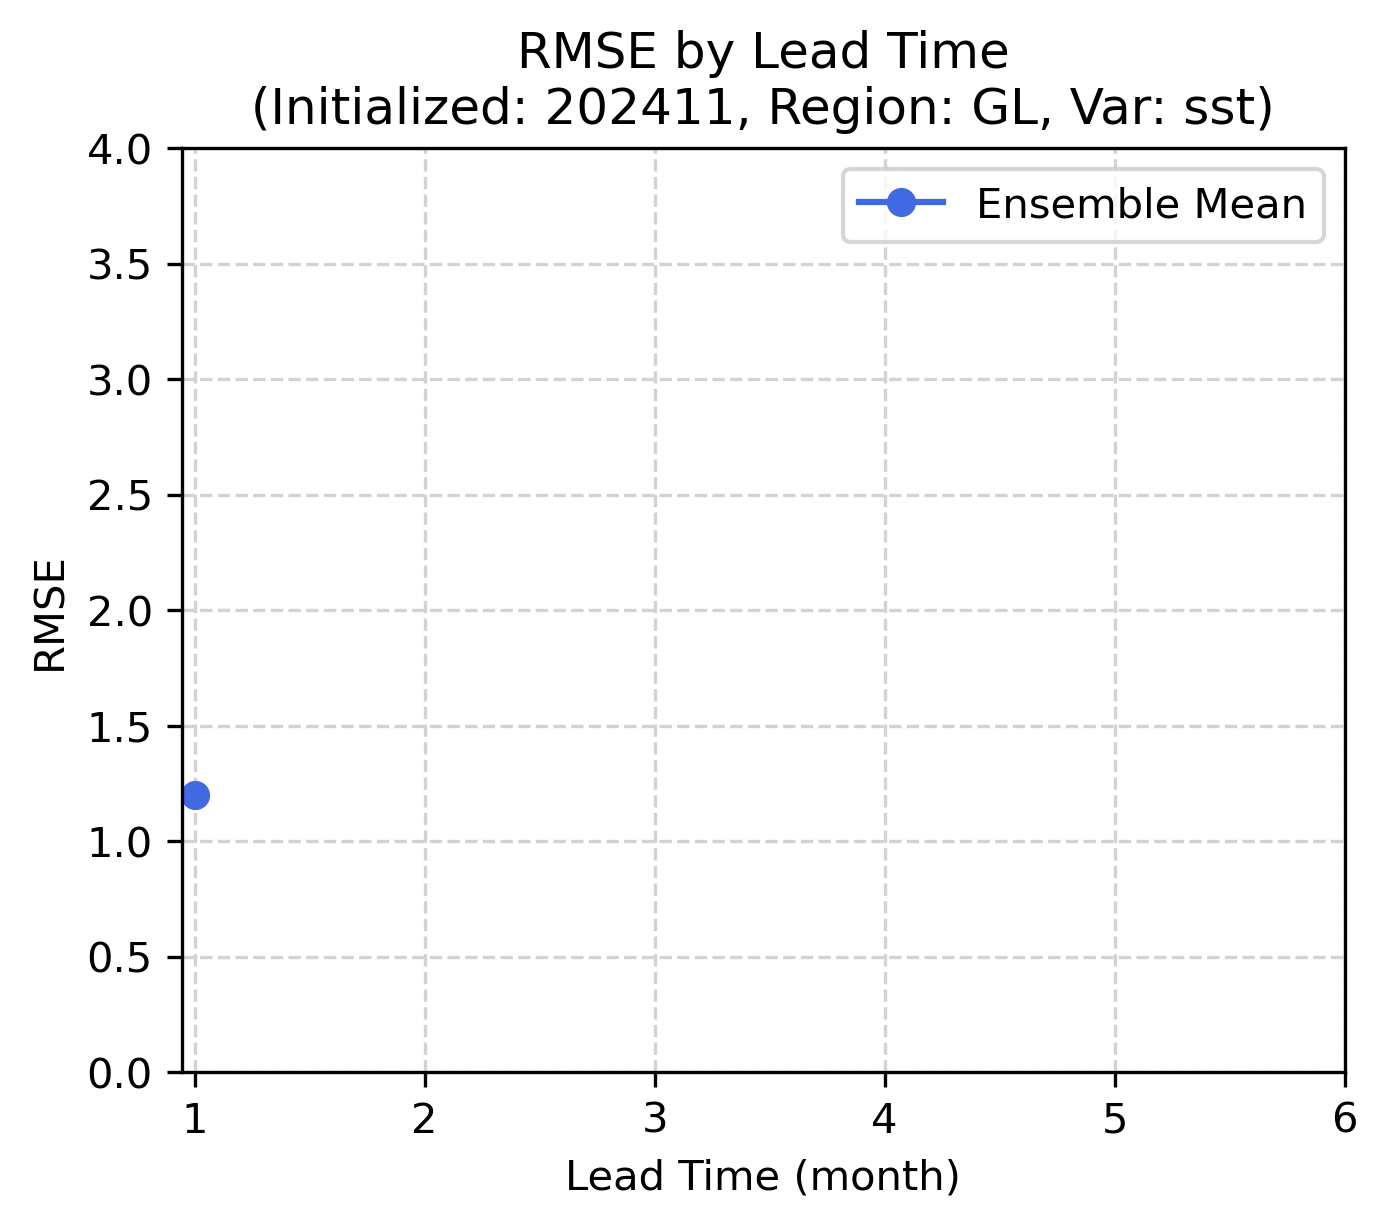 RMSE by Lead Time
(Initialized: 202411, Region: GL, Var: sst)
Ensemble Mean
RMSE
4.0
3.5
3.0
2.5
2.0
1.5
1.0
0.5
0.0
1 2 3 4 5 6
Lead Time (month)